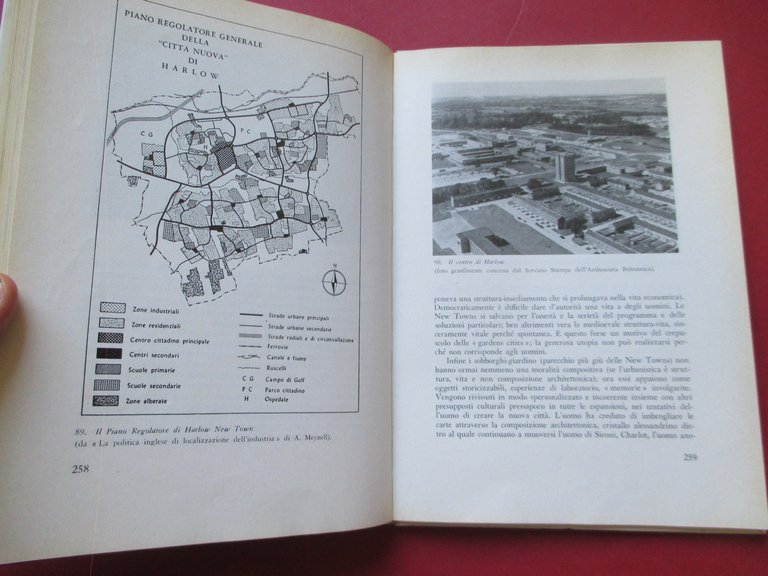 PIANO REGOLATORE GENERALE
DELLA
"CITTA NUOVA"
DI
HARLOW
C G
P C
H
N
Zone industriali
Zone residenziali
Centro cittadino principale
Centri secondari
Scuole primarie
Scuole secondarie
Zone alberate
Strade urbane principali
Strade urbane secondarie
Strade radiali e di circonvallazione
Ferrovie
Canale e fiume
Ruscelli
C G Campo di Golf
P C Parco cittadino
H Ospedale
89. Il Piano Regolatore di Harlow New Town
(da « La politica inglese di localizzazione dell'industria » di A. Meynell).
258
90. Il centro di Harlow
(foto gentilmente concessa dal Servizio Stampa dell'Ambasciata Britannica).
poneva una struttura-insediamento che si prolungava nella vita economica).
Democraticamente è difficile dare d'autorità una vita a degli uomini. Le
New Towns si salvano per l'onestà e la serietà del programma e delle
soluzioni particolari; ben altrimenti vera la medioevale struttura-vita, sin-
ceramente vitale perché spontanea. E questo forse un motivo del crepu-
scolo delle « gardens cities »; la generosa utopia non può realizzarsi per-
ché non corrisponde agli uomini.
Infine i sobborghi-giardino (parecchio più giù delle New Towns) non
hanno ormai nemmeno una moralità compositiva (se l'urbanistica è strut-
tura, vita e non composizione architettonica); ora essi appaiono come
oggetti storicizzabili, esperienze di laboratorio, « memorie » involgarite.
Vengono rivissuti in modo spersonalizzato e incoerente insieme con altri
presupposti culturali pressapoco in tutte le espansioni, nei tentativi del-
l'uomo di creare la nuova città. L'uomo ha creduto di imbrogliare le
carte attraverso la composizione architettonica, cristallo alessandrino die-
tro al quale continuano a muoversi l'uomo di Sironi, Charlot, l'uomo ano-
259